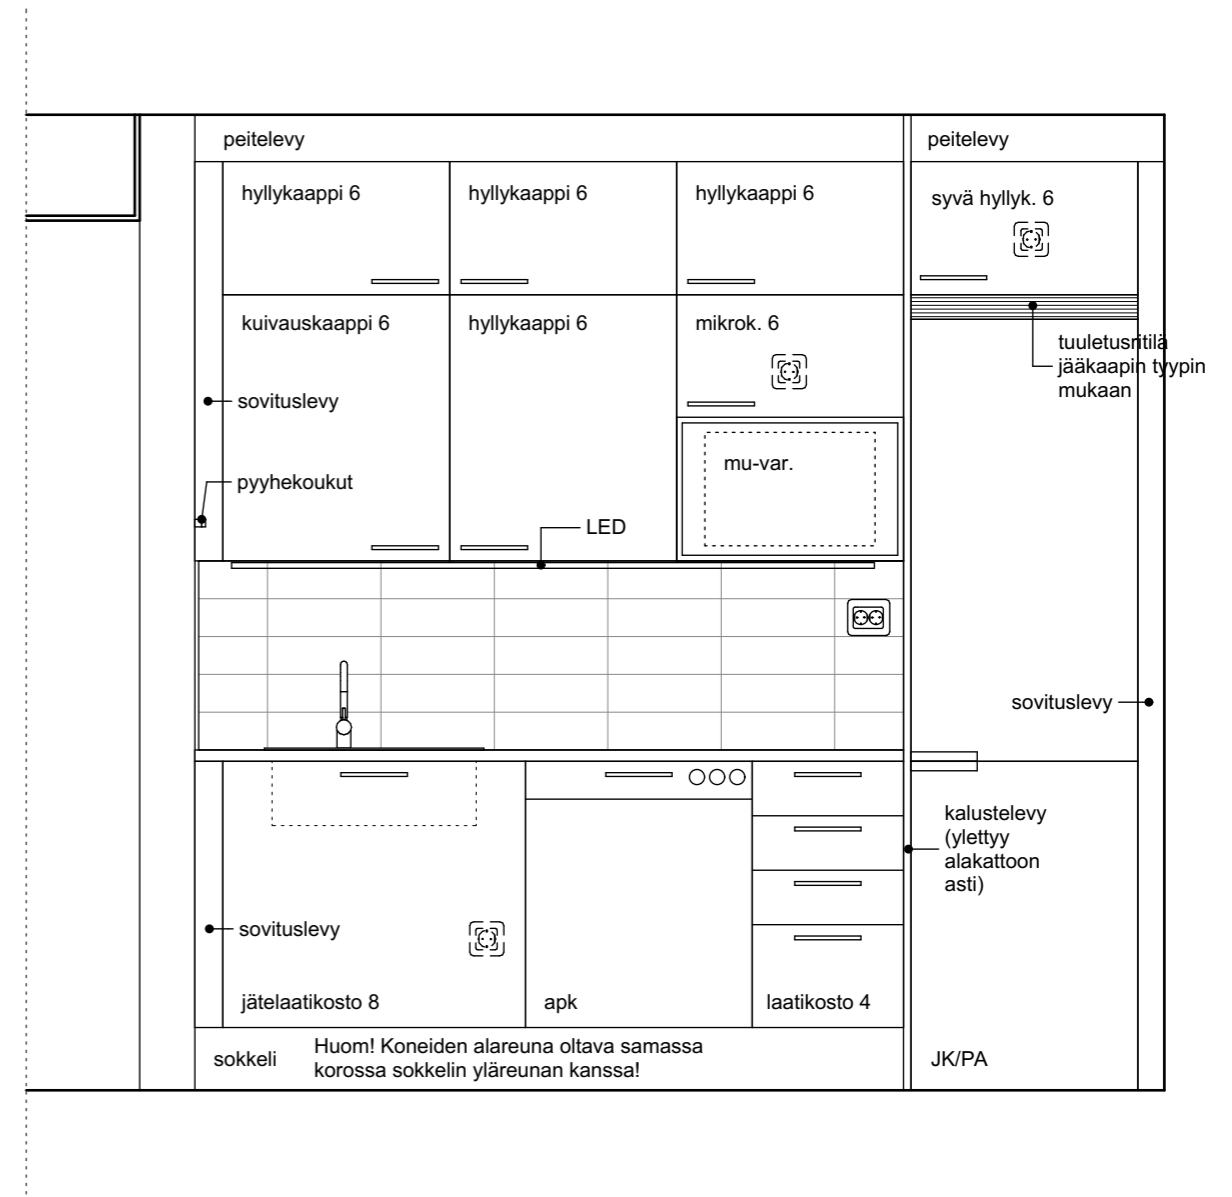 peitelevy
peitelevy
hyllykaappi 6
hyllykaappi 6
hyllykaappi 6
syvä hyllyk. 6
kuivauskaappi 6
hyllykaappi 6
mikrok. 6
tuuletusritilä
jääkaapin tyypin
mukaan
sovituslevy
mu-var.
pyyhekoukut
LED
sovituslevy
kalustelevy
(ylettyy
alakattoon
asti)
sovituslevy
jätelaatikosto 8
apk
laatikosto 4
sokkeli
Huom! Koneiden alareuna oltava samassa
korossa sokkelin yläreunan kanssa!
JK/PA